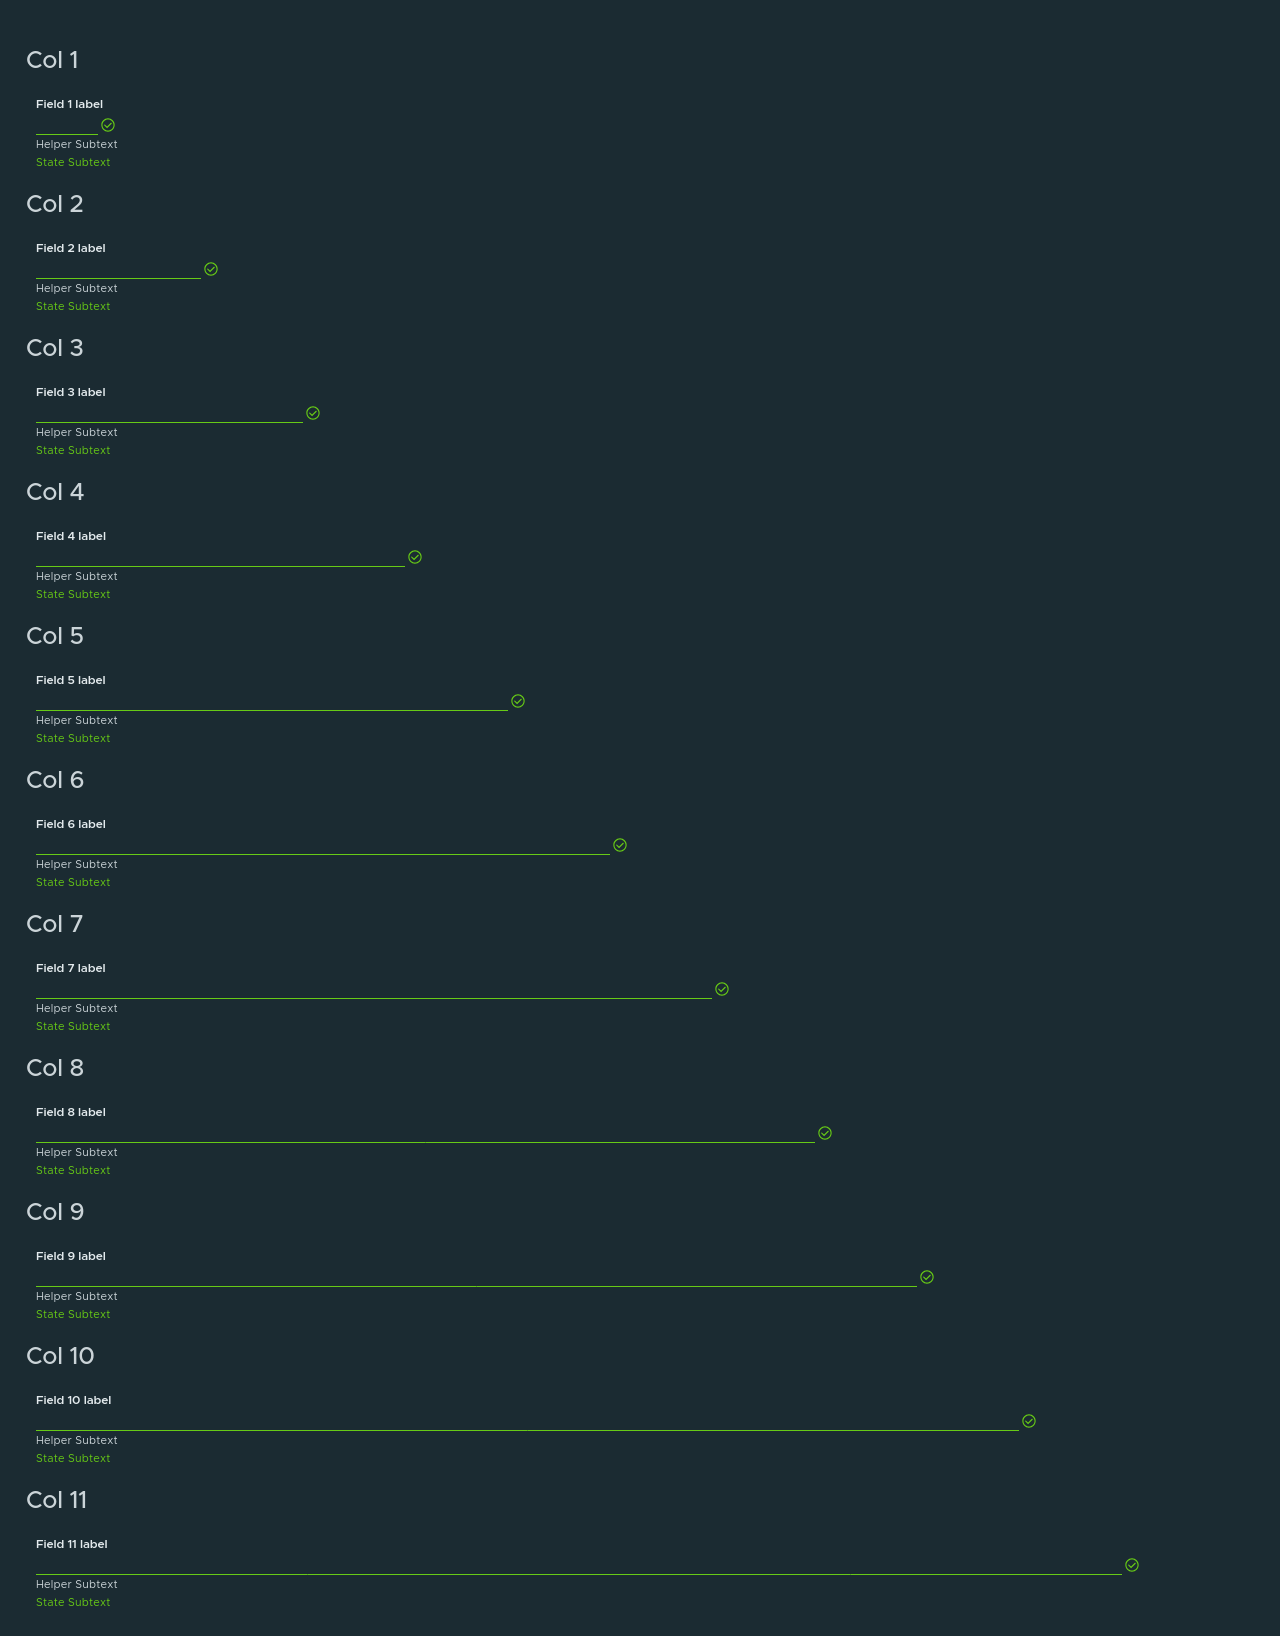 Col 1
Field 1 label
Helper Subtext
State Subtext
Col 2
Field 2 label
Helper Subtext
State Subtext
Col 3
Field 3 label
Helper Subtext
State Subtext
Col 4
Field 4 label
Helper Subtext
State Subtext
Col 5
Field 5 label
Helper Subtext
State Subtext
Col 6
Field 6 label
Helper Subtext
State Subtext
Col 7
Field 7 label
Helper Subtext
State Subtext
Col 8
Field 8 label
Helper Subtext
State Subtext
Col 9
Field 9 label
Helper Subtext
State Subtext
Col 10
Field 10 label
Helper Subtext
State Subtext
Col 11
Field 11 label
Helper Subtext
State Subtext